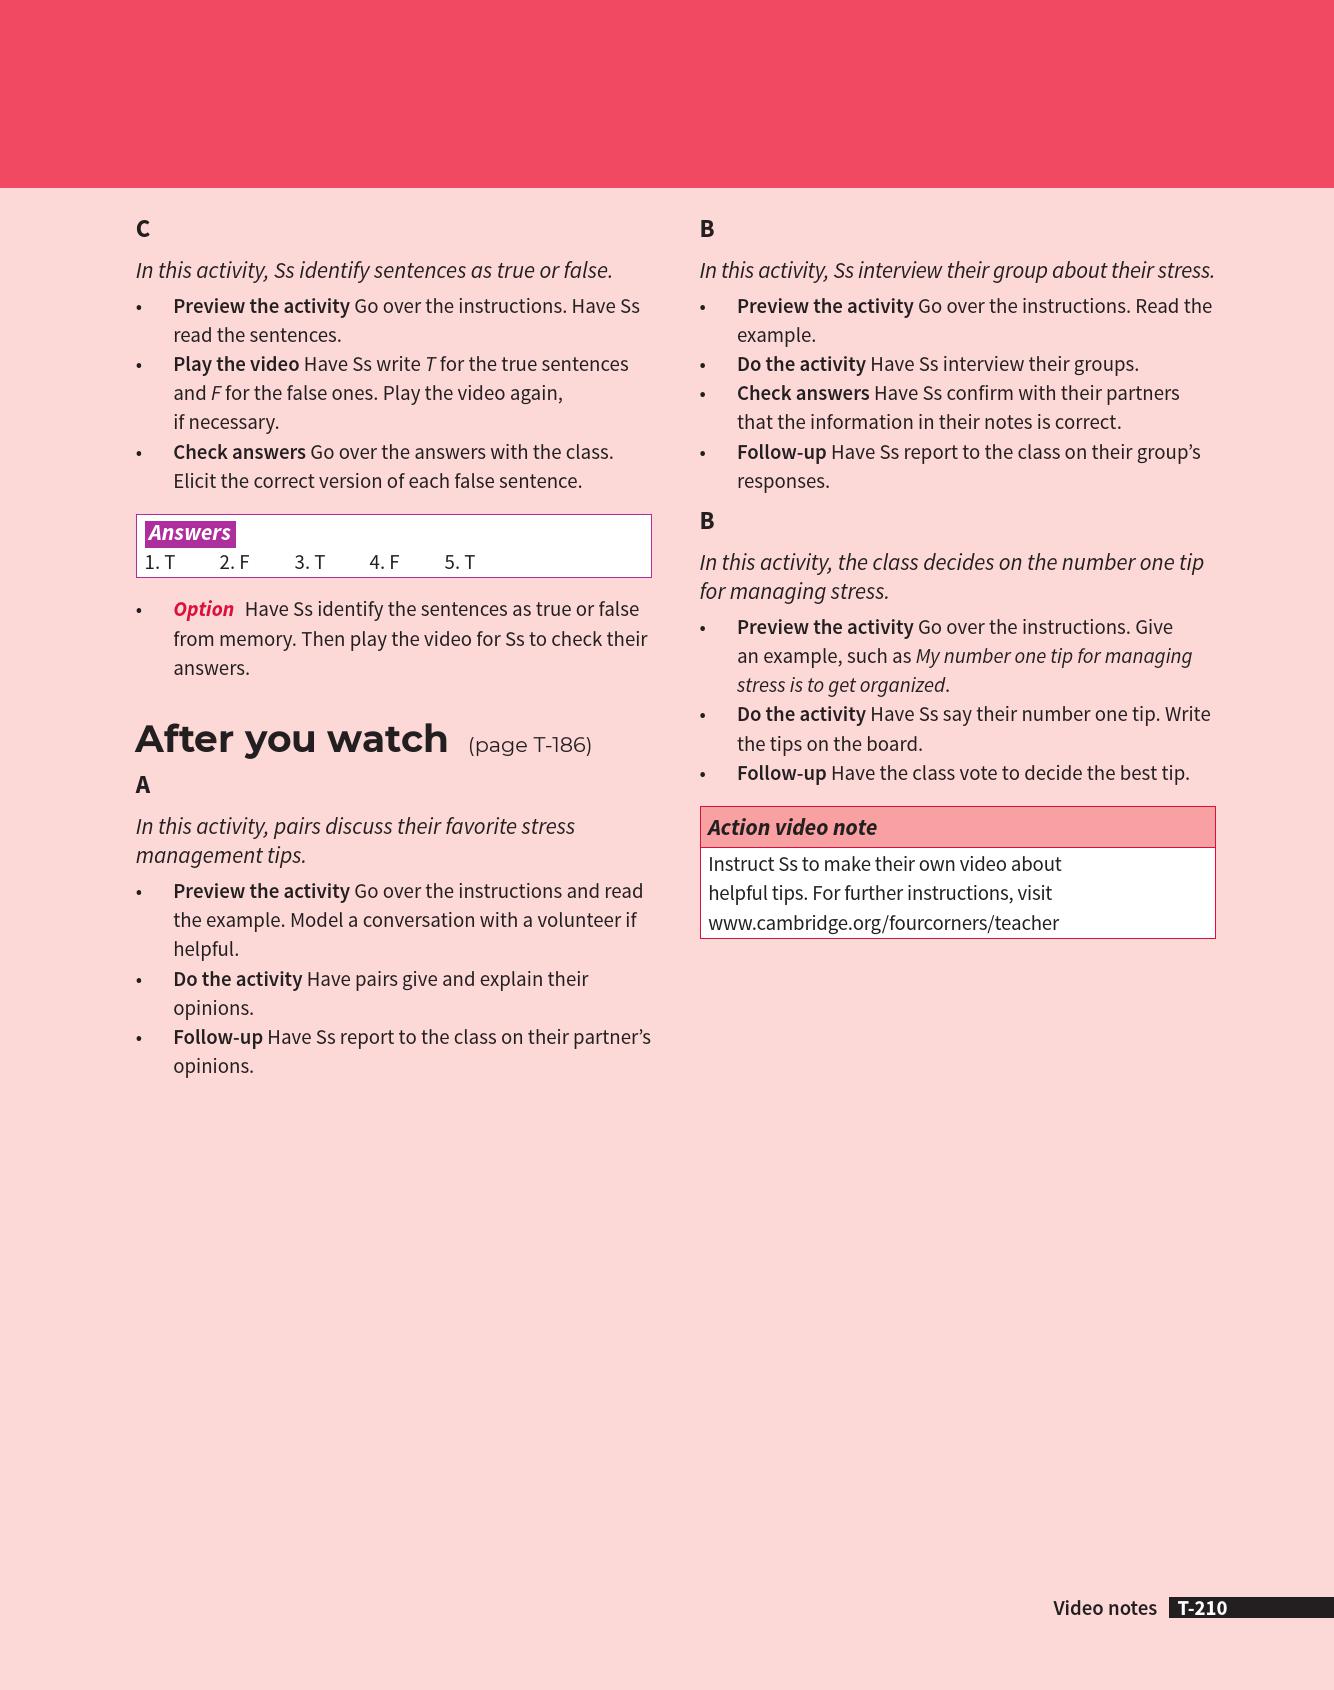 C
In this activity, Ss identify sentences as true or false.
• Preview the activity Go over the instructions. Have Ss
read the sentences.
• Play the video Have Ss write T for the true sentences
and F for the false ones. Play the video again,
if necessary.
• Check answers Go over the answers with the class.
Elicit the correct version of each false sentence.
Answers
1. T 2. F 3. T 4. F 5. T
• Option Have Ss identify the sentences as true or false
from memory. Then play the video for Ss to check their
answers.
After you watch (page T-186)
A
In this activity, pairs discuss their favorite stress
management tips.
• Preview the activity Go over the instructions and read
the example. Model a conversation with a volunteer if
helpful.
• Do the activity Have pairs give and explain their
opinions.
• Follow-up Have Ss report to the class on their partner’s
opinions.
B
In this activity, Ss interview their group about their stress.
• Preview the activity Go over the instructions. Read the
example.
• Do the activity Have Ss interview their groups.
• Check answers Have Ss confirm with their partners
that the information in their notes is correct.
• Follow-up Have Ss report to the class on their group’s
responses.
B
In this activity, the class decides on the number one tip
for managing stress.
• Preview the activity Go over the instructions. Give
an example, such as My number one tip for managing
stress is to get organized.
• Do the activity Have Ss say their number one tip. Write
the tips on the board.
• Follow-up Have the class vote to decide the best tip.
Action video note
Instruct Ss to make their own video about
helpful tips. For further instructions, visit
www.cambridge.org/fourcorners/teacher
Video notes T-210